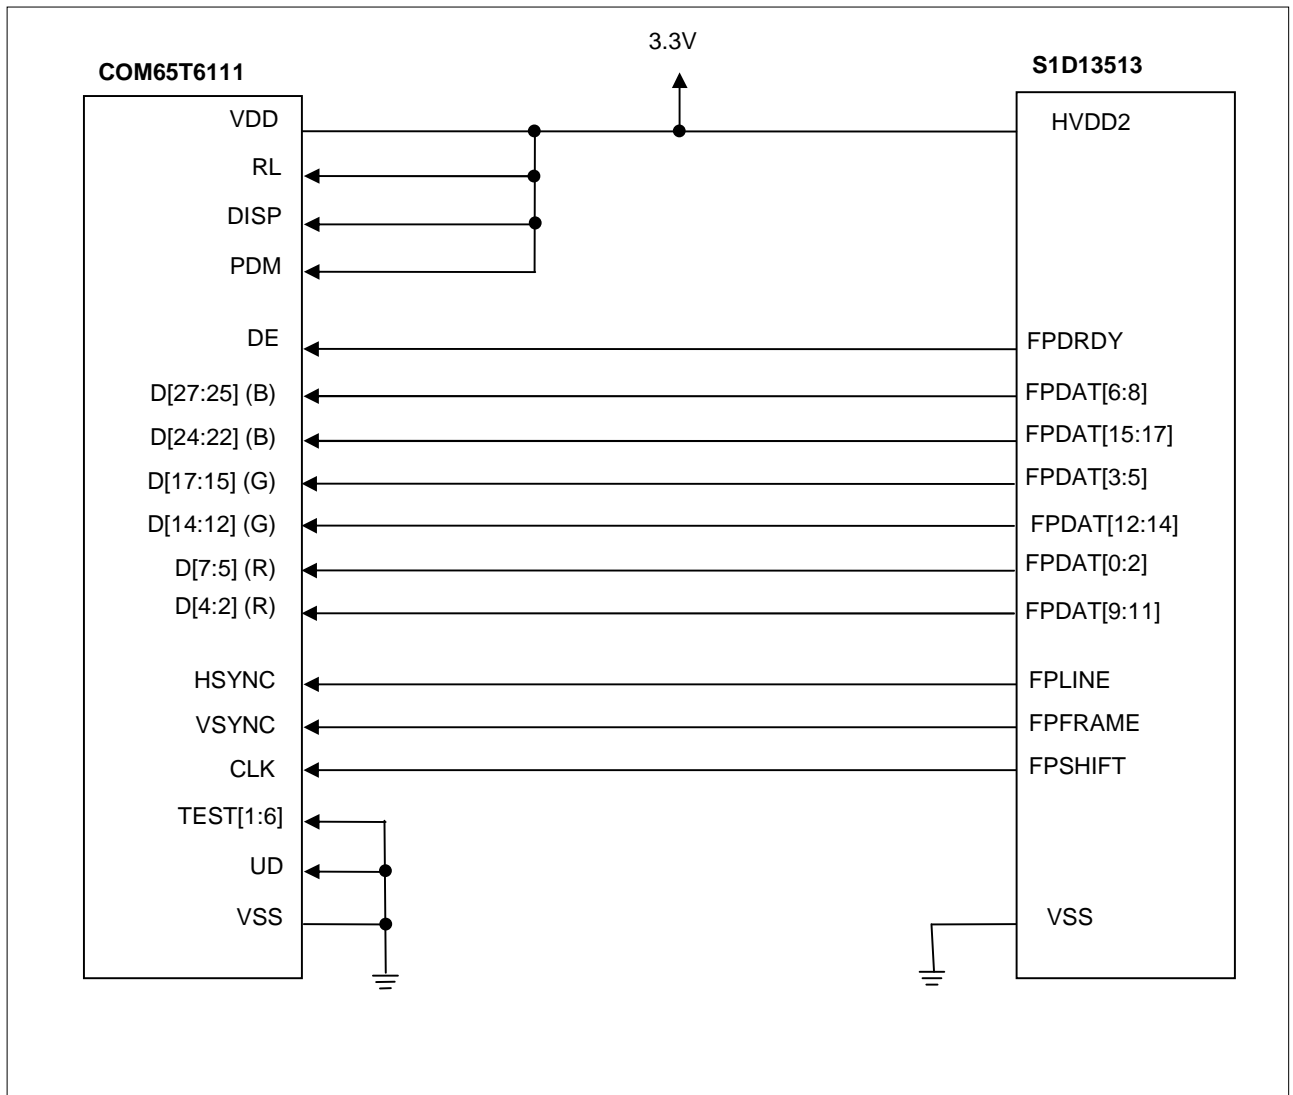 3.3V
COM65T6111
S1D13513
VDD
HVDD2
RL
DISP
PDM
DE
FPDRDY
D[27:25] (B)
FPDAT[6:8]
D[24:22] (B)
FPDAT[15:17]
D[17:15] (G)
FPDAT[3:5]
D[14:12] (G)
FPDAT[12:14]
D[7:5] (R)
FPDAT[0:2]
D[4:2] (R)
FPDAT[9:11]
HSYNC
FPLINE
VSYNC
FPFRAME
CLK
FPSHIFT
TEST[1:6]
UD
VSS
VSS